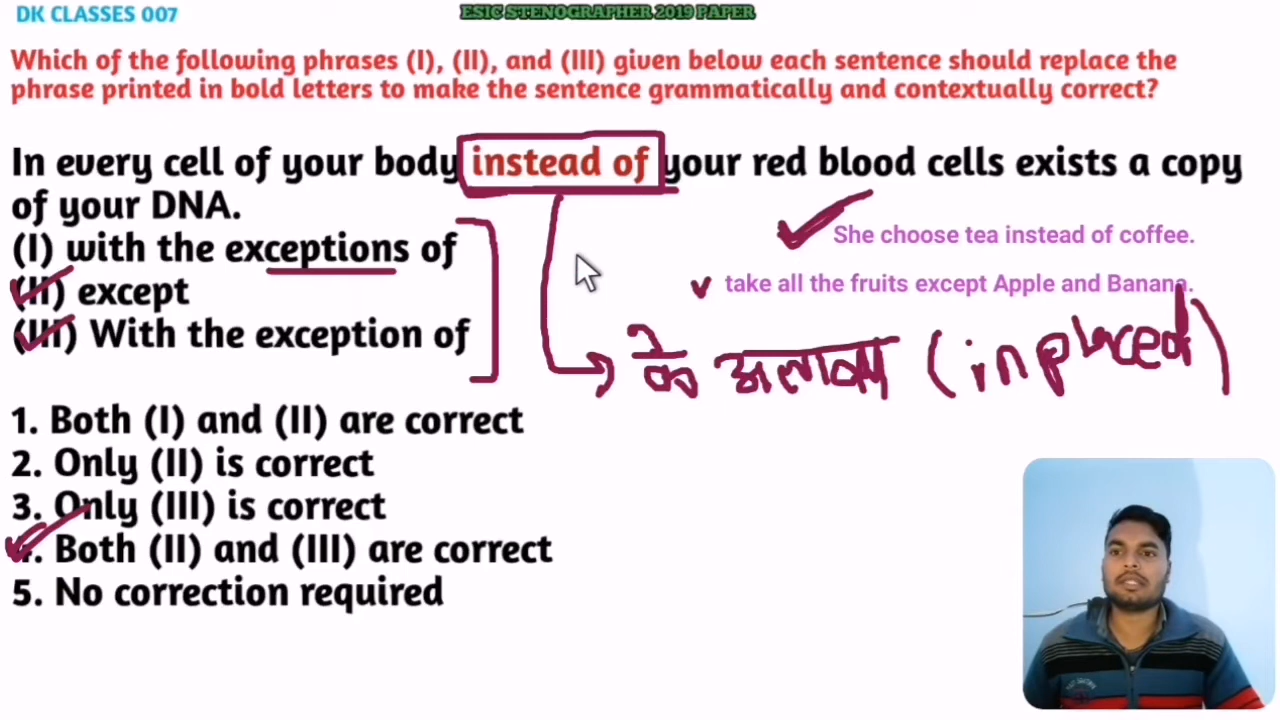 DK CLASSES 007
ESIC STENOGRAPHER 2019 PAPER
Which of the following phrases (I), (II), and (III) given below each sentence should replace the
phrase printed in bold letters to make the sentence grammatically and contextually correct?
In every cell of your body instead of your red blood cells exists a copy
of your DNA.
(I) with the exceptions of
(II) except
(III) With the exception of
She choose tea instead of coffee.
take all the fruits except Apple and Banana.
के अलावा (in place of)
1. Both (I) and (II) are correct
2. Only (II) is correct
3. Only (III) is correct
4. Both (II) and (III) are correct
5. No correction required